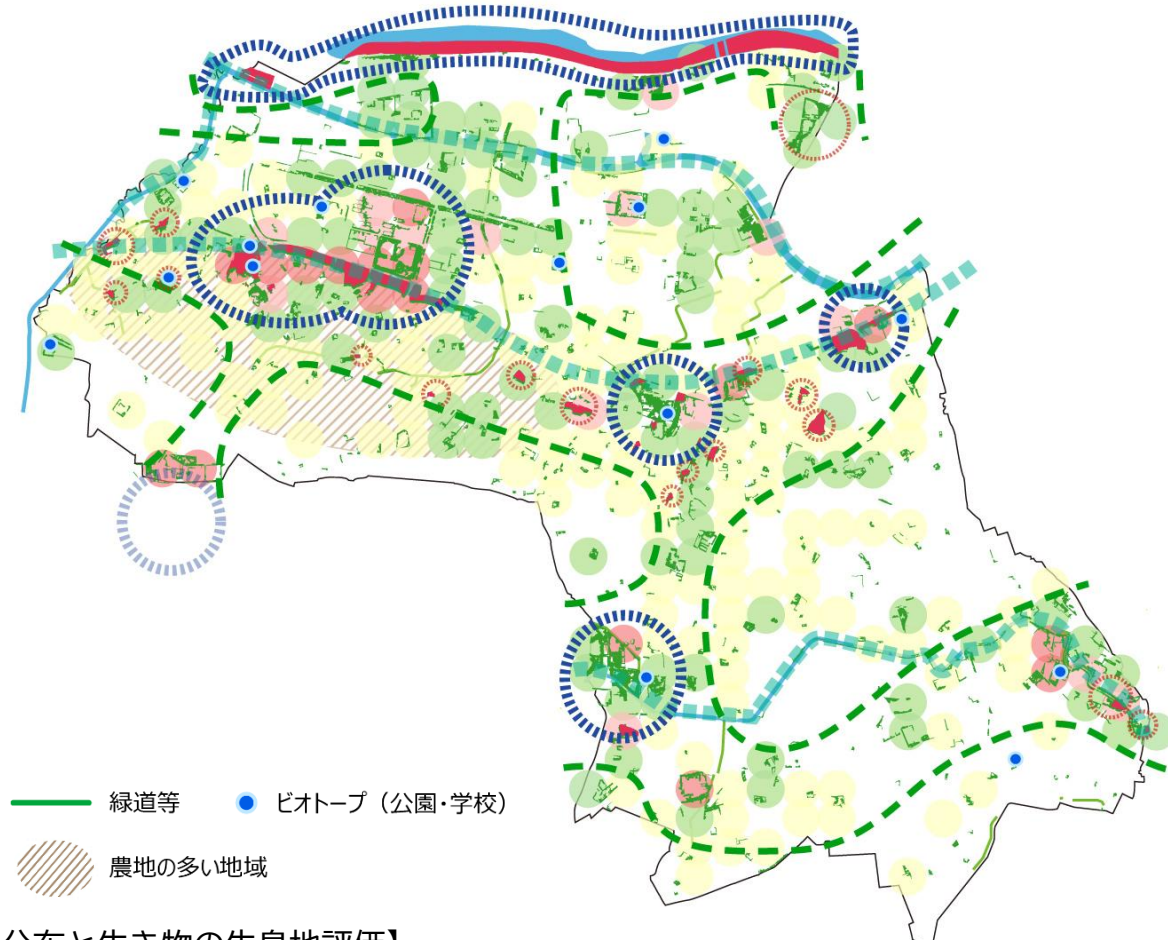 緑道等
ビオトープ（公園・学校）
農地の多い地域
分布と生き物の生息地評価】